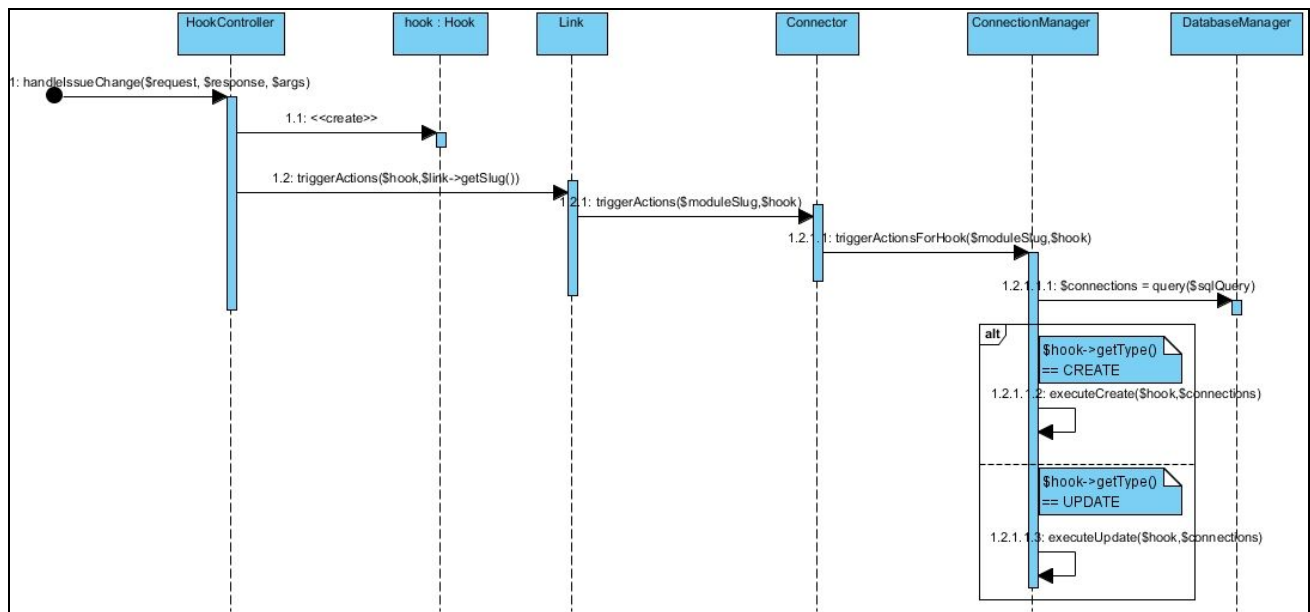 HookController
hook : Hook
Link
Connector
ConnectionManager
DatabaseManager
1: handleIssueChange($request, $response, $args)
1.1: <<create>>
1.2: triggerActions($hook,$link->getSlug())
1.2.1: triggerActions($moduleSlug,$hook)
1.2.1.1: triggerActionsForHook($moduleSlug,$hook)
1.2.1.1.1: $connections = query($sqlQuery)
alt
$hook->getType()
== CREATE
1.2.1.1.2: executeCreate($hook,$connections)
$hook->getType()
== UPDATE
1.2.1.1.3: executeUpdate($hook,$connections)